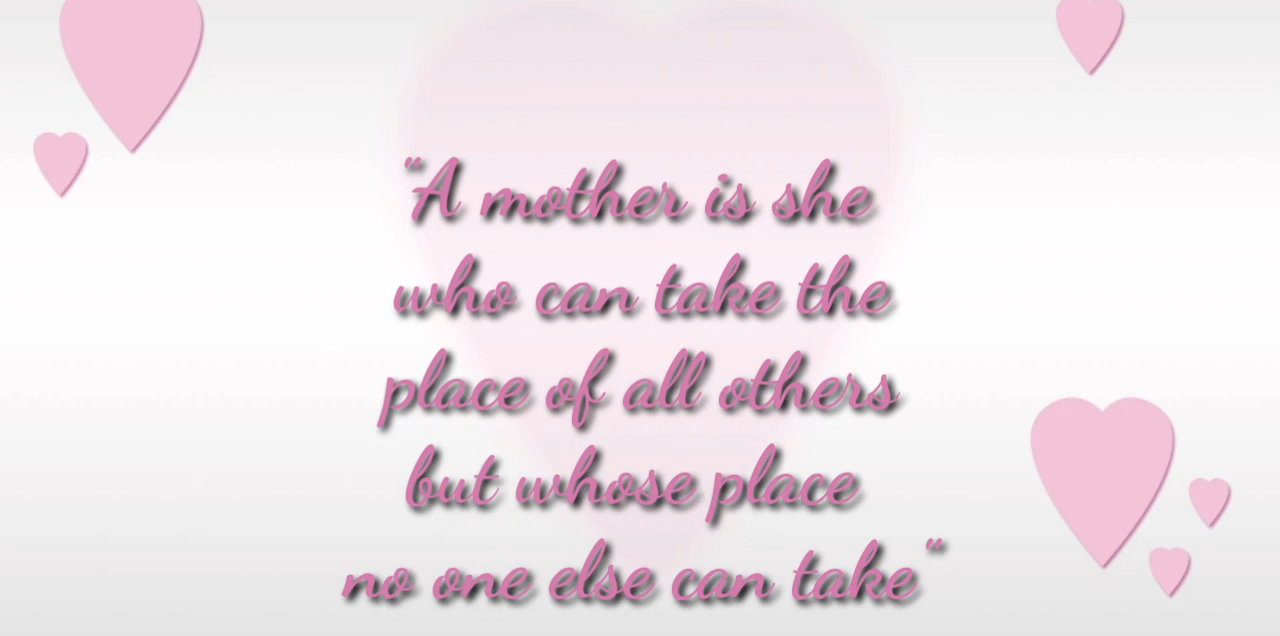 “A mother is she
who can take the
place of all others
but whose place
no one else can take“